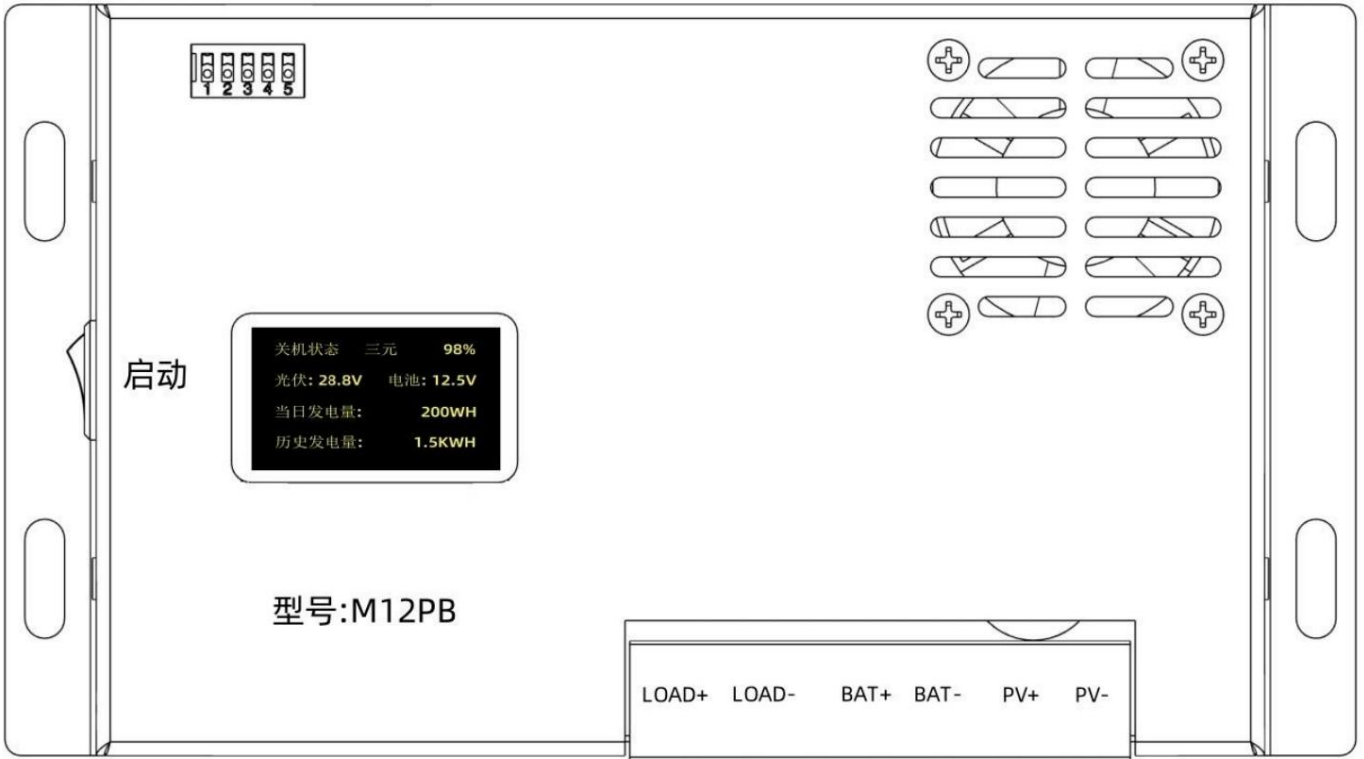 1 2 3 4 5
启动
关机状态 三元 98%
光伏: 28.8V 电池: 12.5V
当日发电量: 200WH
历史发电量: 1.5KWH
型号:M12PB
LOAD+ LOAD- BAT+ BAT- PV+ PV-